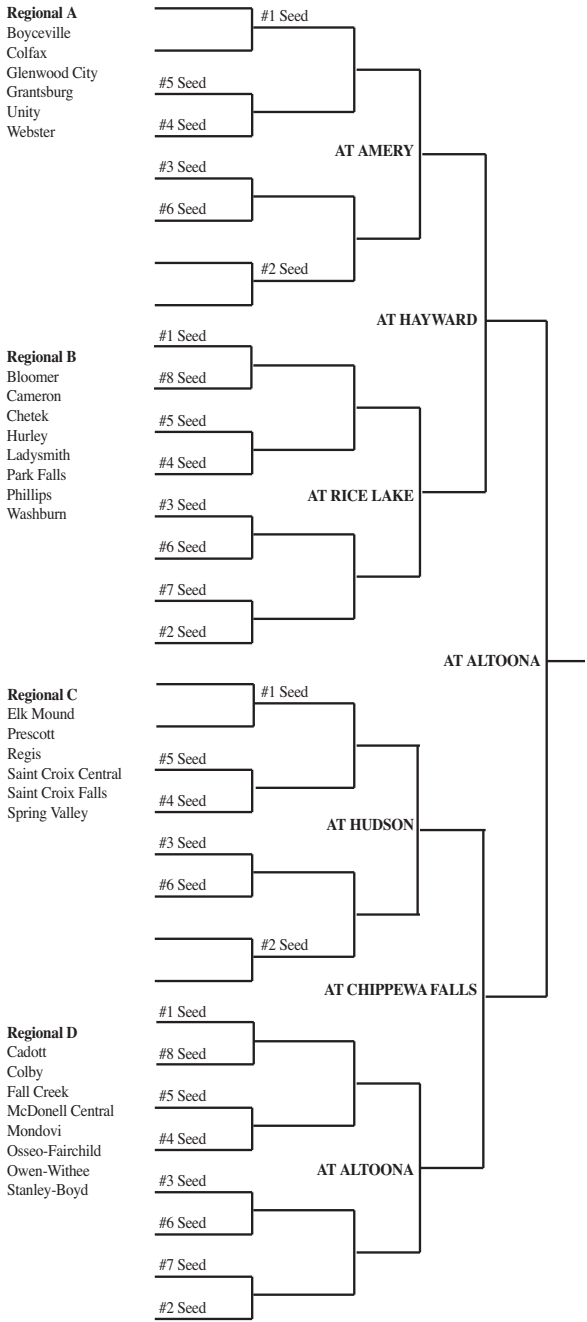 Regional A
Boyceville
Colfax
Glenwood City
Grantsburg
Unity
Webster
#1 Seed
#5 Seed
#4 Seed
AT AMERY
#3 Seed
#6 Seed
#2 Seed
AT HAYWARD
Regional B
Bloomer
Cameron
Chetek
Hurley
Ladysmith
Park Falls
Phillips
Washburn
#1 Seed
#8 Seed
#5 Seed
#4 Seed
AT RICE LAKE
#3 Seed
#6 Seed
#7 Seed
#2 Seed
AT ALTOONA
Regional C
Elk Mound
Prescott
Regis
Saint Croix Central
Saint Croix Falls
Spring Valley
#1 Seed
#5 Seed
#4 Seed
AT HUDSON
#3 Seed
#6 Seed
#2 Seed
AT CHIPPEWA FALLS
Regional D
Cadott
Colby
Fall Creek
McDonell Central
Mondovi
Osseo-Fairchild
Owen-Withee
Stanley-Boyd
#1 Seed
#8 Seed
#5 Seed
#4 Seed
AT ALTOONA
#3 Seed
#6 Seed
#7 Seed
#2 Seed